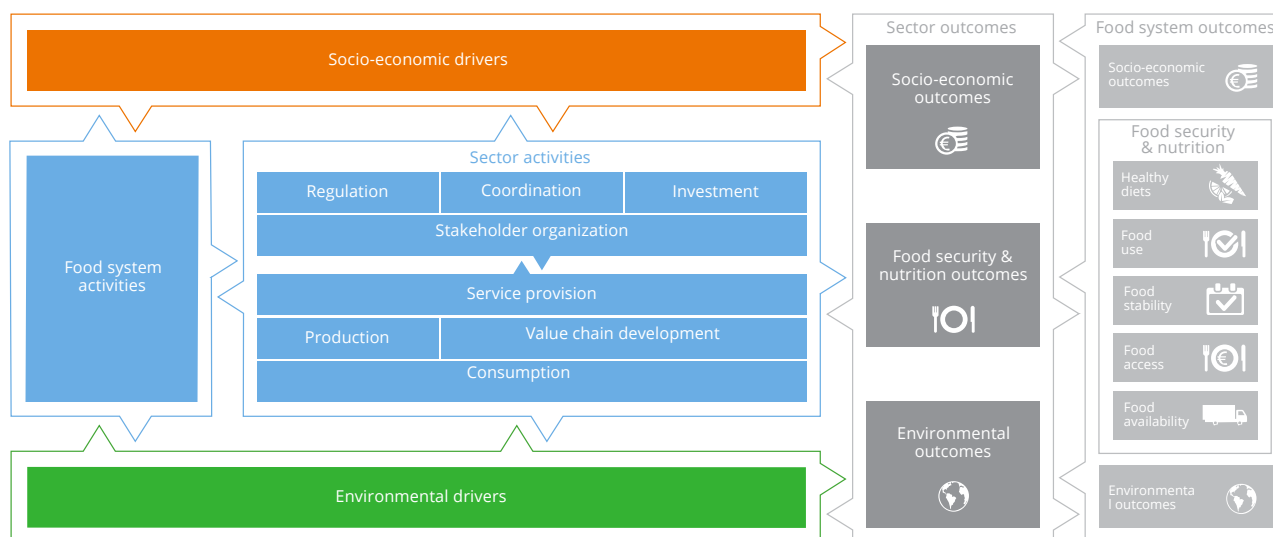 Socio-economic drivers
Food system
activities
Sector activities
Regulation
Coordination
Investment
Stakeholder organization
Service provision
Production
Value chain development
Consumption
Environmental drivers
Sector outcomes
Socio-economic
outcomes
€
Food security &
nutrition outcomes
Environmental
outcomes
Food system outcomes
Socio-economic
outcomes
€
Food security
& nutrition
Healthy
diets
Food
use
Food
stability
Food
access
€
Food
availability
Environmenta
l outcomes